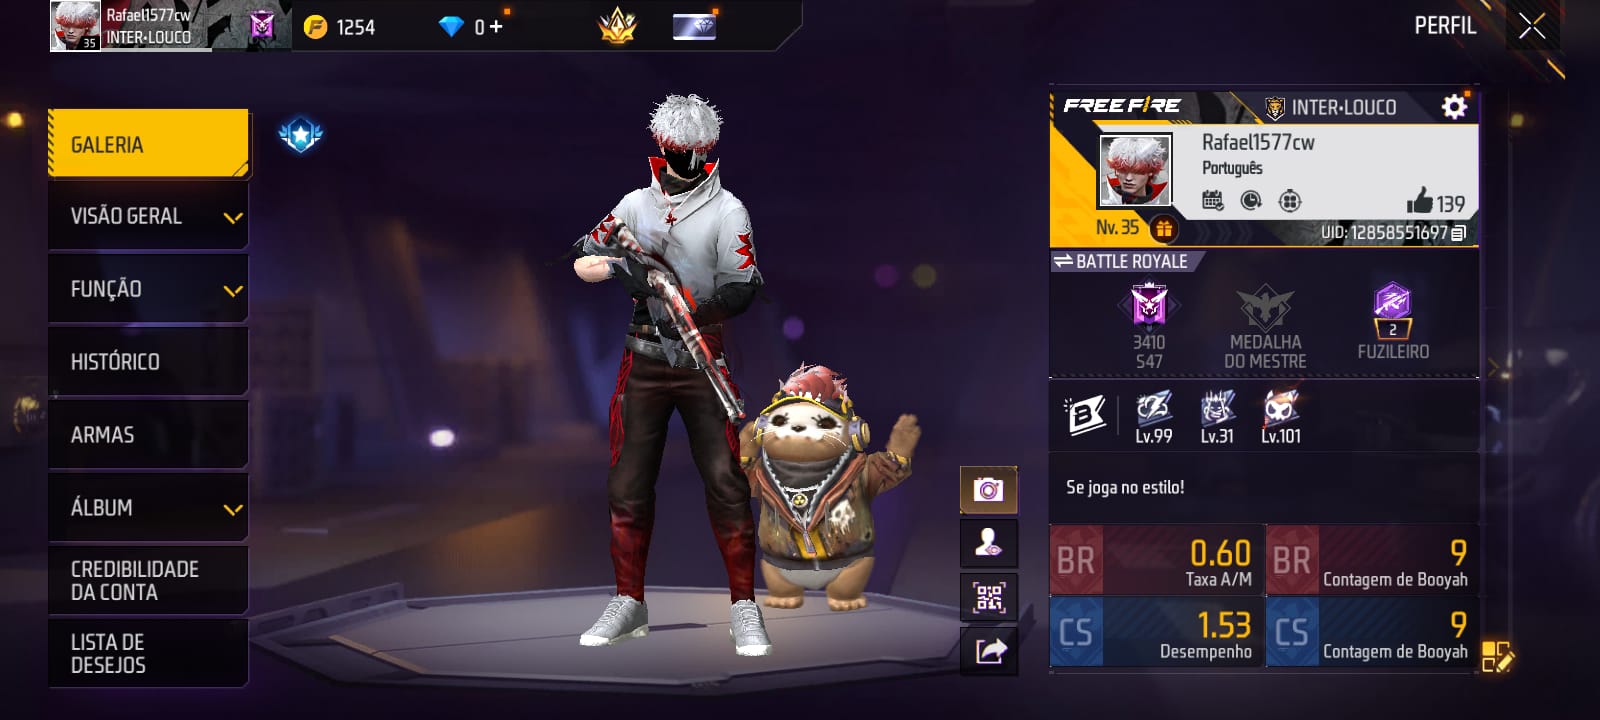 Rafael1577cw
35
INTER•LOUCO
1254
0 +
PERFIL
GALERIA
VISÃO GERAL
FUNÇÃO
HISTÓRICO
ARMAS
ÁLBUM
CREDIBILIDADE
DA CONTA
LISTA DE
DESEJOS
FREE FIRE
INTER•LOUCO
Rafael1577cw
Português
139
Nv. 35
UID: 12858551697
BATTLE ROYALE
3410
S47
MEDALHA
DO MESTRE
2
FUZILEIRO
B
Lv.99
Lv.31
Lv.101
Se joga no estilo!
BR
0.60
Taxa A/M
BR
9
Contagem de Booyah
CS
1.53
Desempenho
CS
9
Contagem de Booyah